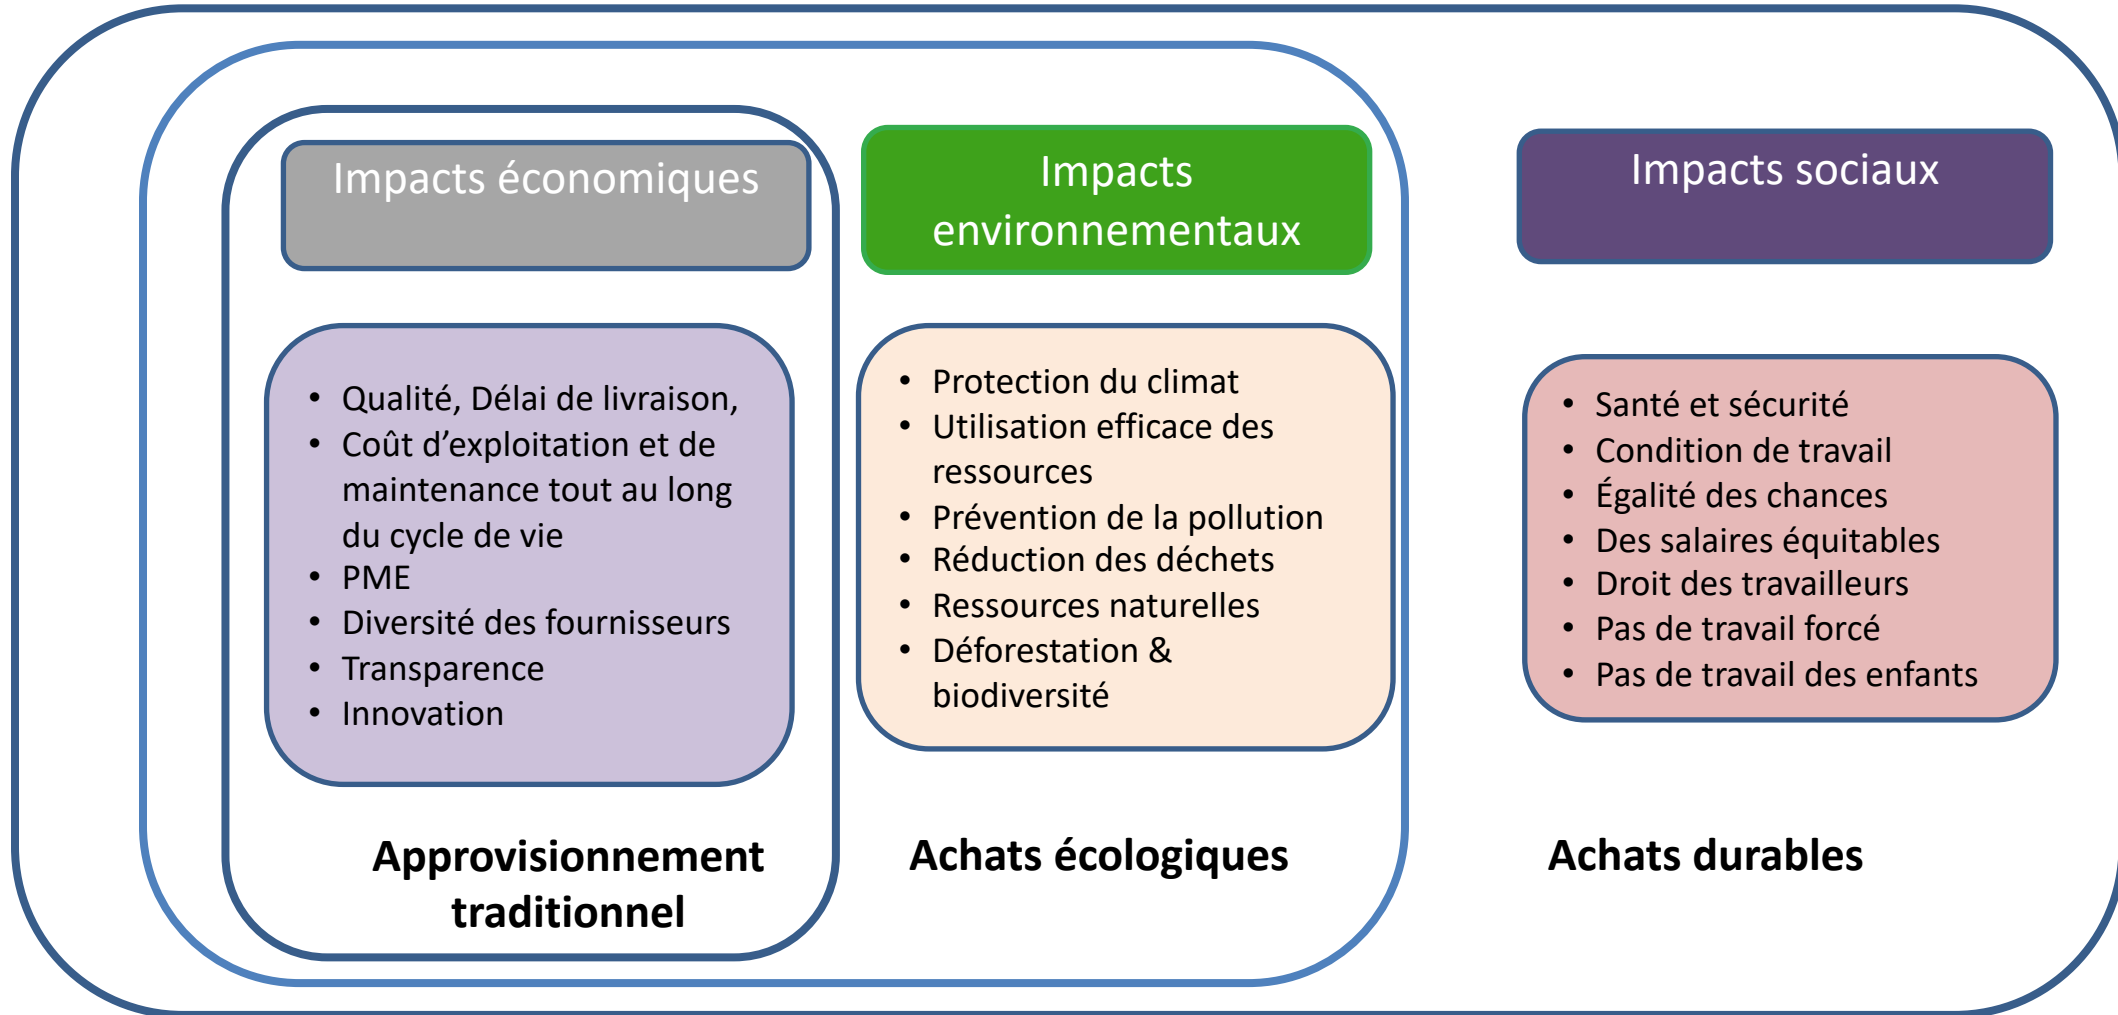 Impacts économiques
• Qualité, Délai de livraison,
• Coût d’exploitation et de
maintenance tout au long
du cycle de vie
• PME
• Diversité des fournisseurs
• Transparence
• Innovation
Approvisionnement
traditionnel
Impacts
environnementaux
• Protection du climat
• Utilisation efficace des
ressources
• Prévention de la pollution
• Réduction des déchets
• Ressources naturelles
• Déforestation &
biodiversité
Achats écologiques
Impacts sociaux
• Santé et sécurité
• Condition de travail
• Égalité des chances
• Des salaires équitables
• Droit des travailleurs
• Pas de travail forcé
• Pas de travail des enfants
Achats durables